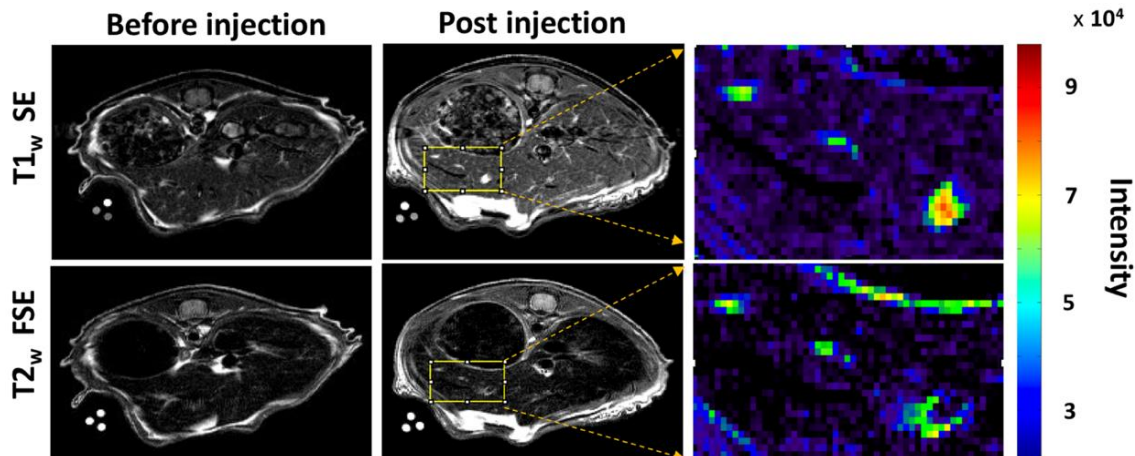 Before injection
Post injection
x 10⁴
T1w SE
T2w FSE
9
7
5
3
Intensity